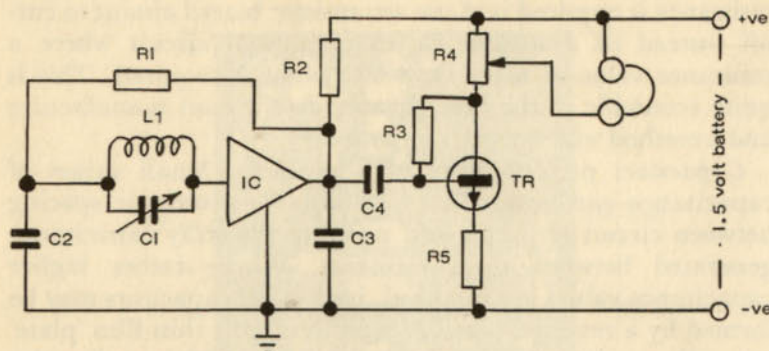 +ve
R1
R2
R4
L1
R3
IC
C4
TR
C2
C1
C3
R5
1.5 volt battery
-ve